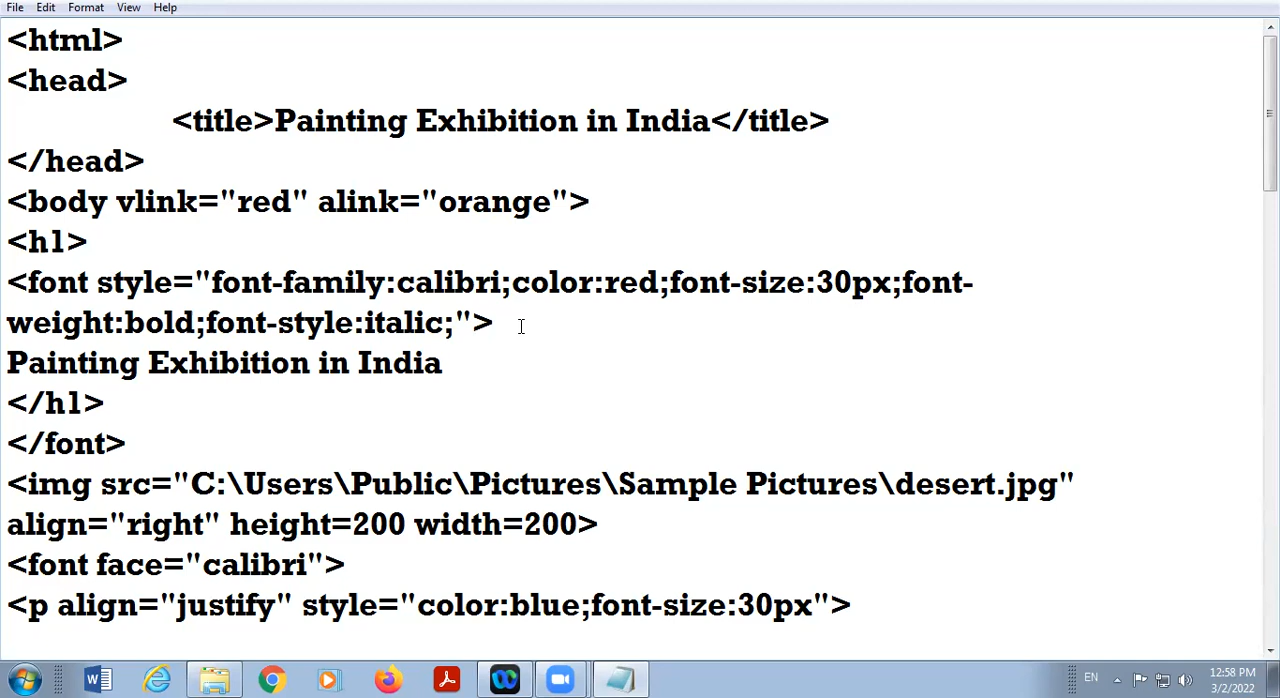 File Edit Format View Help
<html>
<head>
<title>Painting Exhibition in India</title>
</head>
<body vlink="red" alink="orange">
<h1>
<font style="font-family:calibri;color:red;font-size:30px;font-
weight:bold;font-style:italic;">
Painting Exhibition in India
</h1>
</font>
<img src="C:\Users\Public\Pictures\Sample Pictures\desert.jpg"
align="right" height=200 width=200>
<font face="calibri">
<p align="justify" style="color:blue;font-size:30px">
EN
12:58 PM
3/2/2022